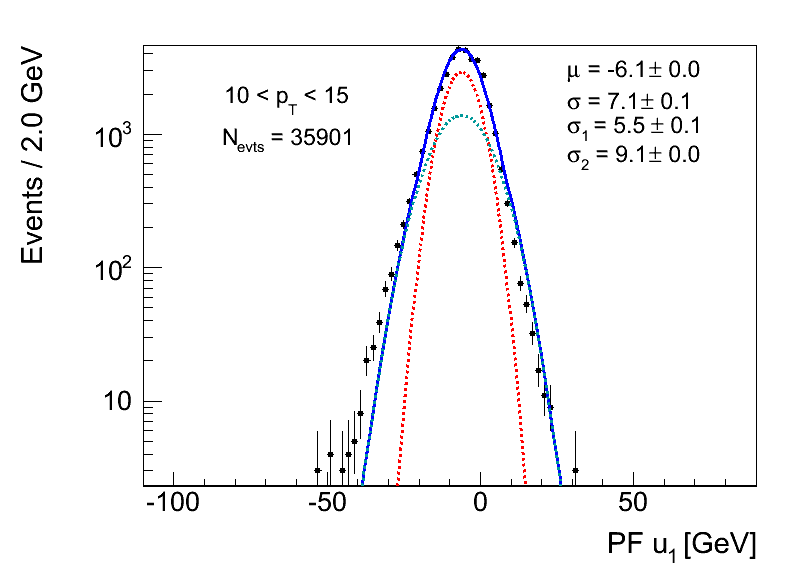 Events / 2.0 GeV
10 < p_T < 15
N_evts = 35901
μ = -6.1± 0.0
σ = 7.1± 0.1
σ_1 = 5.5 ± 0.1
σ_2 = 9.1± 0.0
10^3
10^2
10
-100 -50 0 50
PF u_1 [GeV]